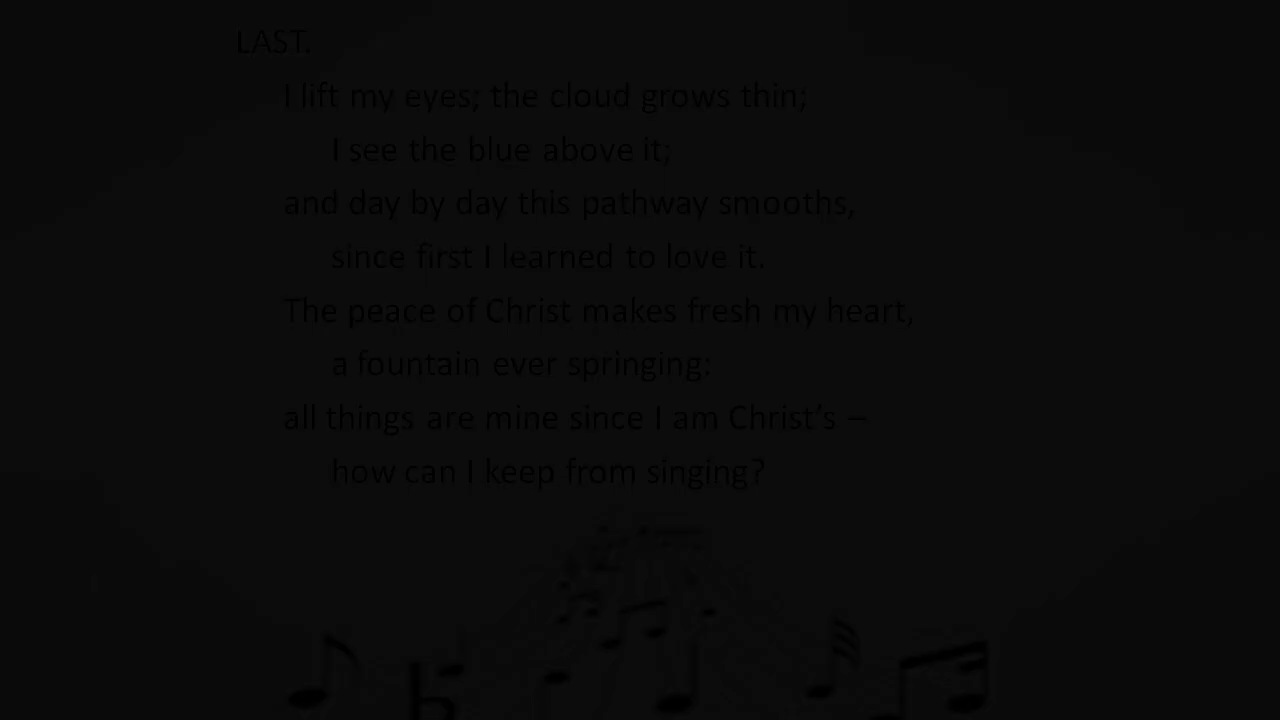 LAST.
I lift my eyes; the cloud grows thin;
I see the blue above it;
and day by day this pathway smooths,
since first I learned to love it.
The peace of Christ makes fresh my heart,
a fountain ever springing:
all things are mine since I am Christ’s –
how can I keep from singing?